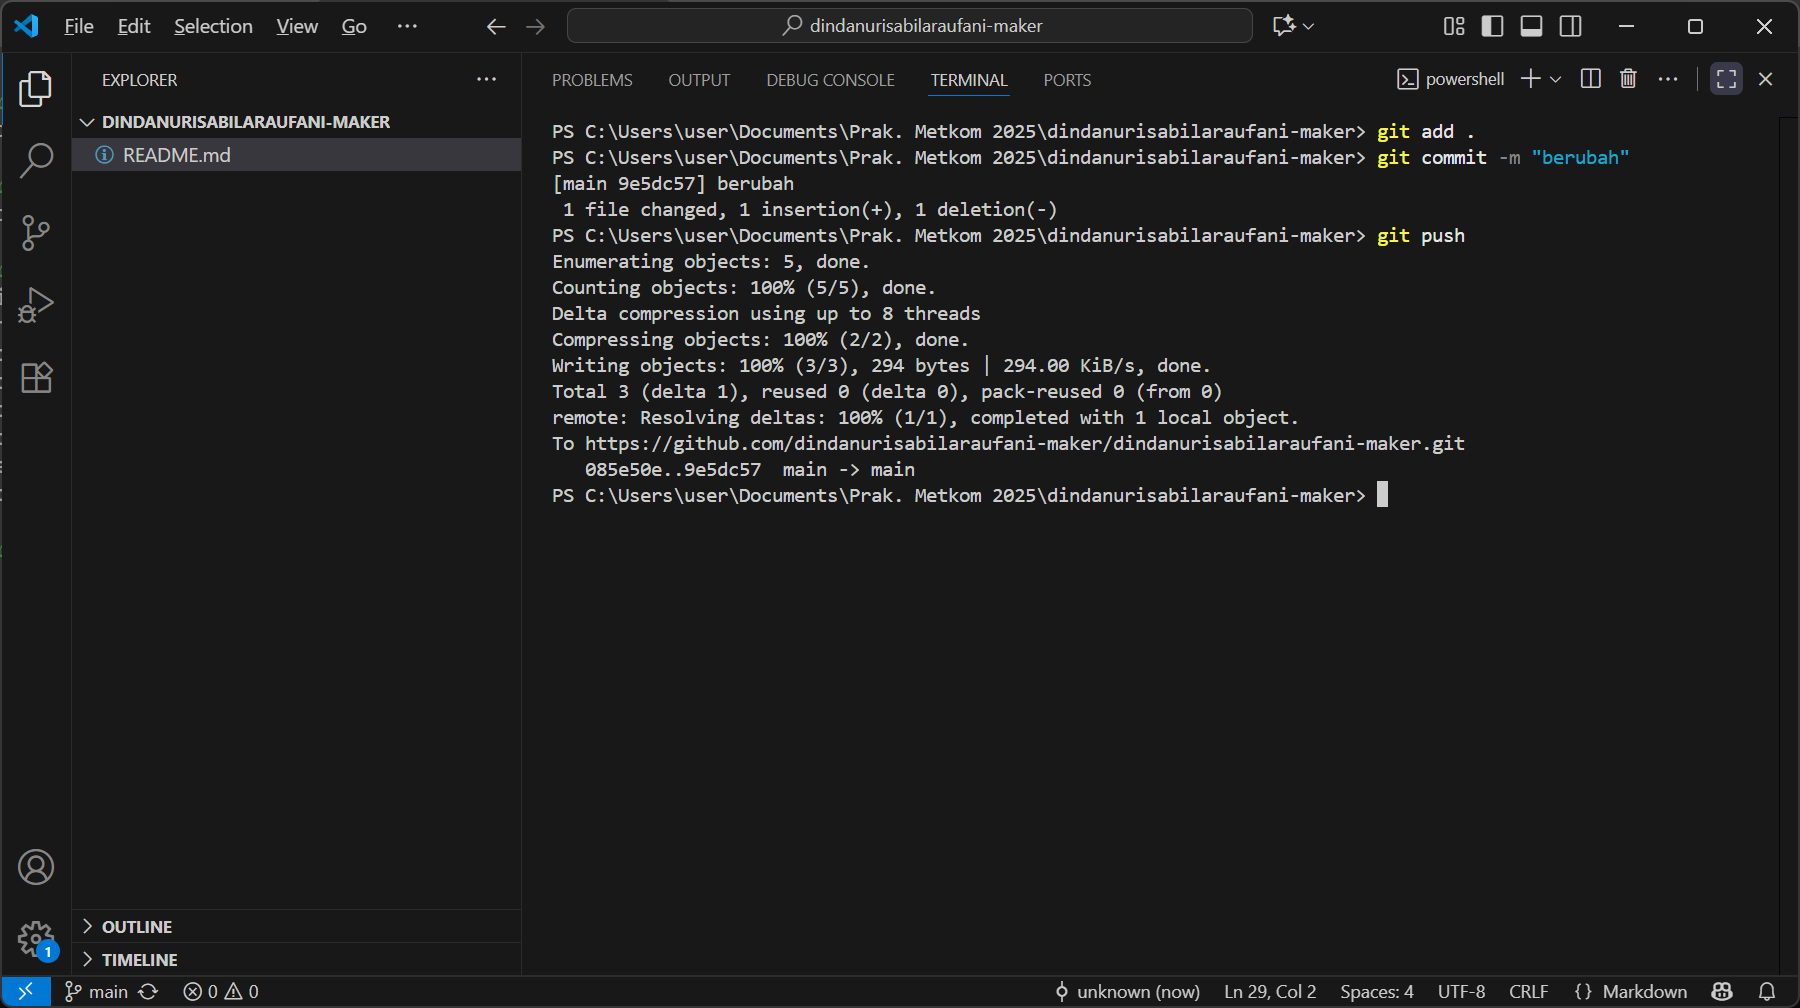 File Edit Selection View Go ... dindanurisabilaraufani-maker
EXPLORER ...
DINDANURISABILARAUFANI-MAKER
README.md
OUTLINE
TIMELINE
PROBLEMS OUTPUT DEBUG CONSOLE TERMINAL PORTS powershell ...
PS C:\Users\user\Documents\Prak. Metkom 2025\dindanurisabilaraufani-maker> git add .
PS C:\Users\user\Documents\Prak. Metkom 2025\dindanurisabilaraufani-maker> git commit -m "berubah"
[main 9e5dc57] berubah
 1 file changed, 1 insertion(+), 1 deletion(-)
PS C:\Users\user\Documents\Prak. Metkom 2025\dindanurisabilaraufani-maker> git push
Enumerating objects: 5, done.
Counting objects: 100% (5/5), done.
Delta compression using up to 8 threads
Compressing objects: 100% (2/2), done.
Writing objects: 100% (3/3), 294 bytes | 294.00 KiB/s, done.
Total 3 (delta 1), reused 0 (delta 0), pack-reused 0 (from 0)
remote: Resolving deltas: 100% (1/1), completed with 1 local object.
To https://github.com/dindanurisabilaraufani-maker/dindanurisabilaraufani-maker.git
   085e50e..9e5dc57  main -> main
PS C:\Users\user\Documents\Prak. Metkom 2025\dindanurisabilaraufani-maker>
1
main 0 0 unknown (now) Ln 29, Col 2 Spaces: 4 UTF-8 CRLF {} Markdown